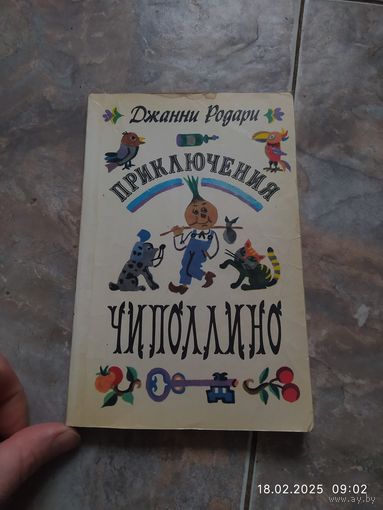 Джанни Родари
ПРИКЛЮЧЕНИЯ
ЧИПОЛЛИНО
18.02.2025 09:02
www.ay.by